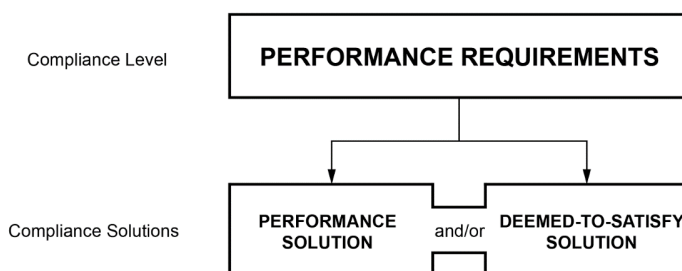 Compliance Level
PERFORMANCE REQUIREMENTS
Compliance Solutions
PERFORMANCE
SOLUTION
and/or
DEEMED-TO-SATISFY
SOLUTION